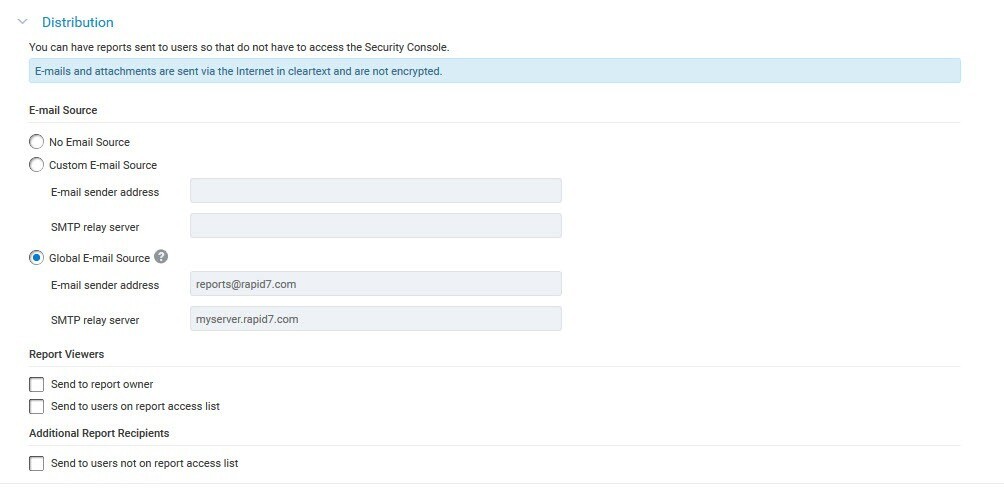 Distribution
You can have reports sent to users so that do not have to access the Security Console.
E-mails and attachments are sent via the Internet in cleartext and are not encrypted.
E-mail Source
No Email Source
Custom E-mail Source
E-mail sender address
SMTP relay server
Global E-mail Source ?
E-mail sender address reports@rapid7.com
SMTP relay server myserver.rapid7.com
Report Viewers
Send to report owner
Send to users on report access list
Additional Report Recipients
Send to users not on report access list